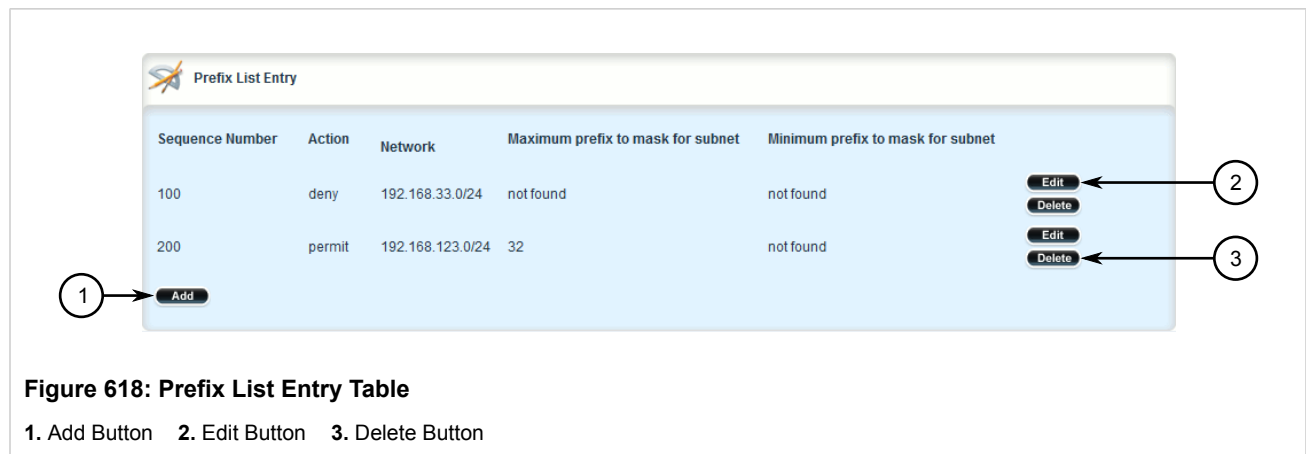 Prefix List Entry
Sequence Number Action Network Maximum prefix to mask for subnet Minimum prefix to mask for subnet
100 deny 192.168.33.0/24 not found not found Edit 2
Delete
200 permit 192.168.123.0/24 32 not found Edit
Delete 3
1 Add
Figure 618: Prefix List Entry Table
1. Add Button 2. Edit Button 3. Delete Button